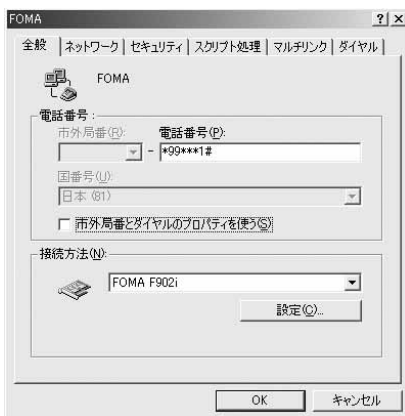 FOMA
全般 ネットワーク セキュリティ スクリプト処理 マルチリンク ダイヤル
FOMA
電話番号:
市外局番(R): 電話番号(P):
- *99***1#
国番号(U):
日本 (81)
市外局番とダイヤルのプロパティを使う(S)
接続方法(N):
FOMA F902i
設定(C)...
OK キャンセル